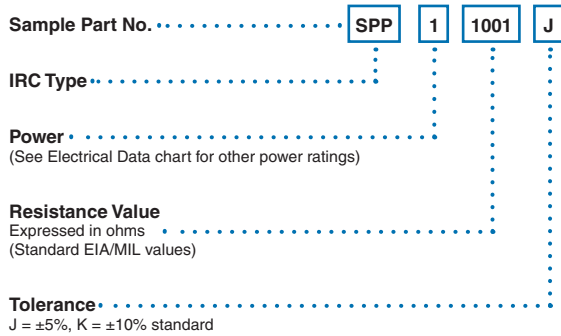 Sample Part No. SPP 1 1001 J
IRC Type
Power
(See Electrical Data chart for other power ratings)
Resistance Value
Expressed in ohms
(Standard EIA/MIL values)
Tolerance
J = ±5%, K = ±10% standard